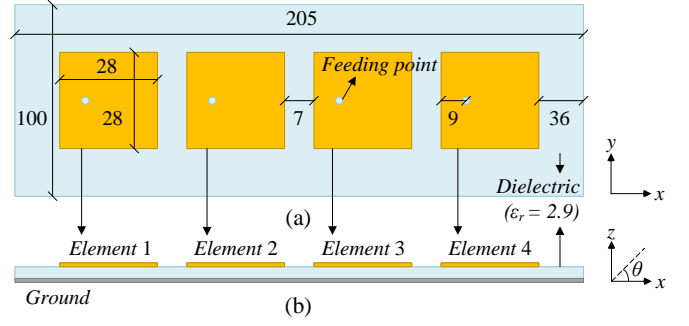 205
28
Feeding point
100
28
7
9
36
y
x
Dielectric
(εr = 2.9)
(a)
Element 1
Element 2
Element 3
Element 4
z
θ
x
Ground
(b)